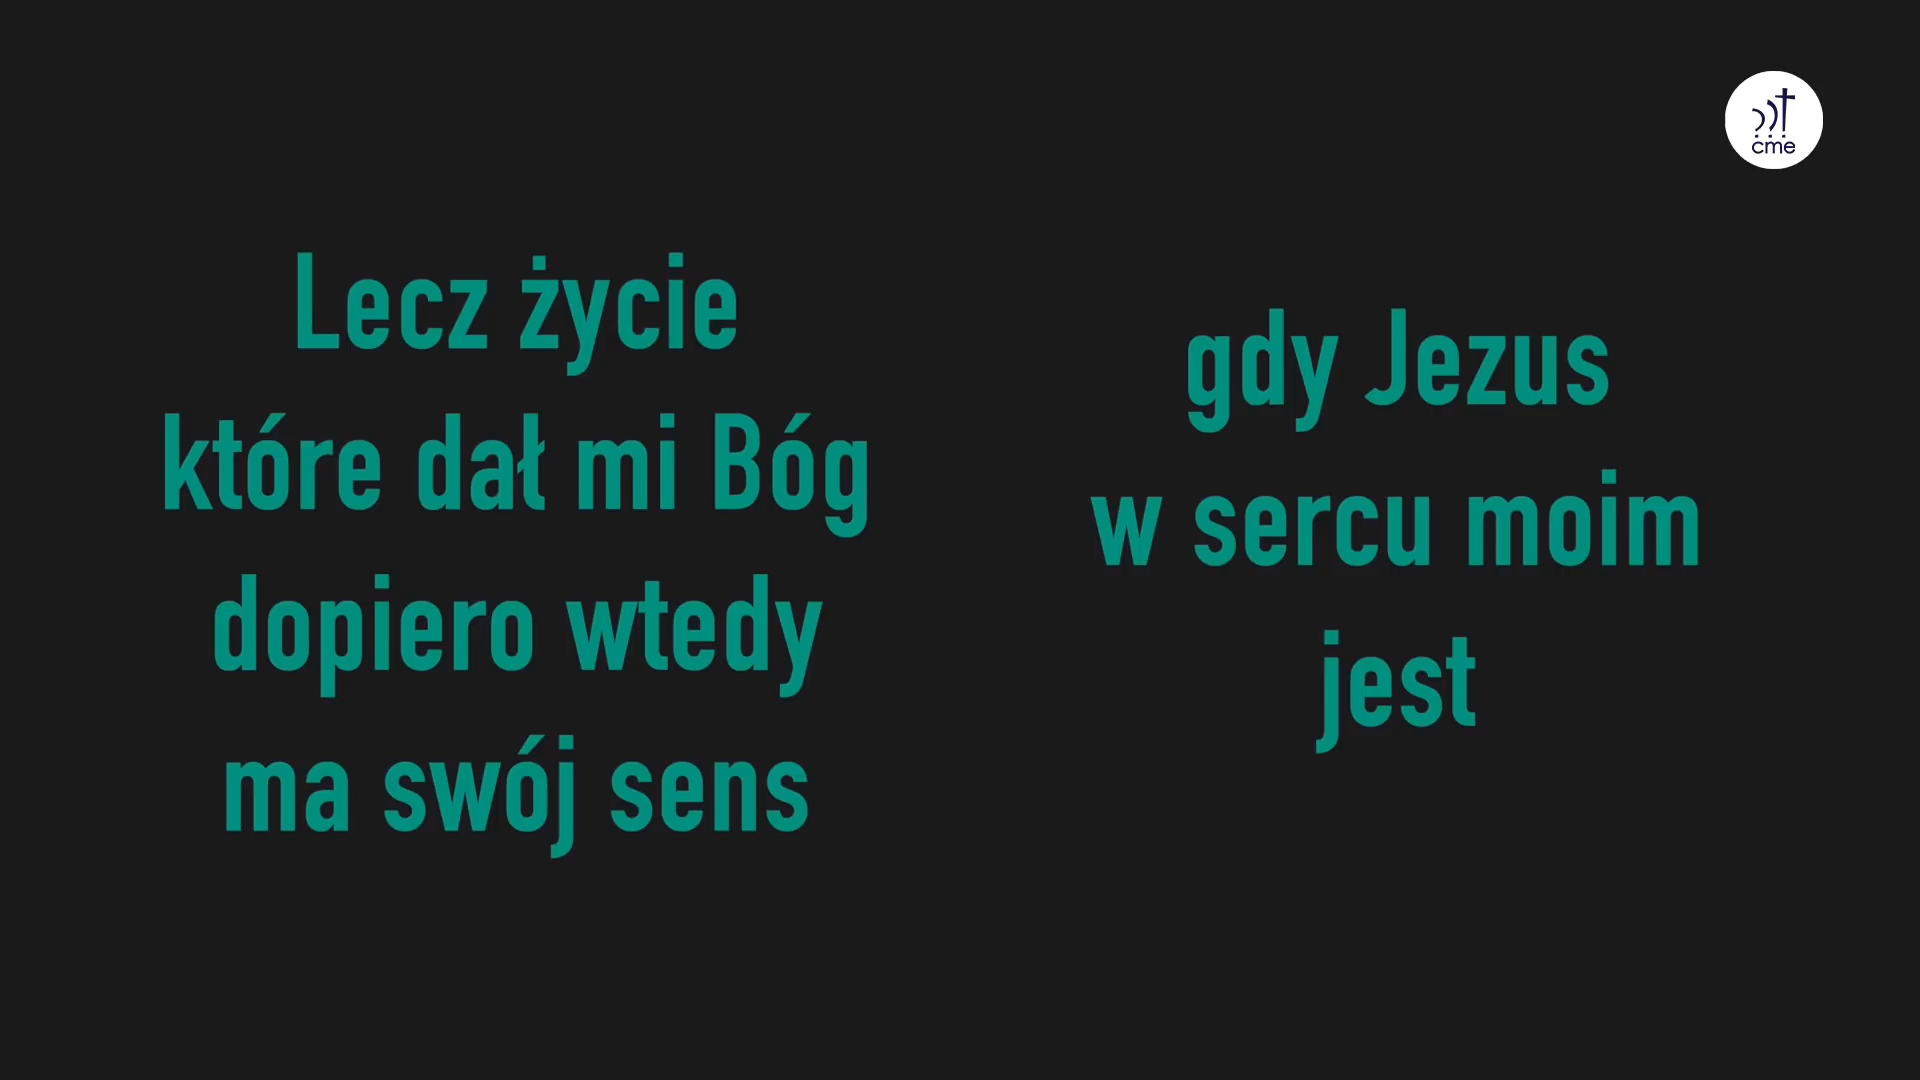 cme
Lecz życie
które dał mi Bóg
dopiero wtedy
ma swój sens
gdy Jezus
w sercu moim
jest